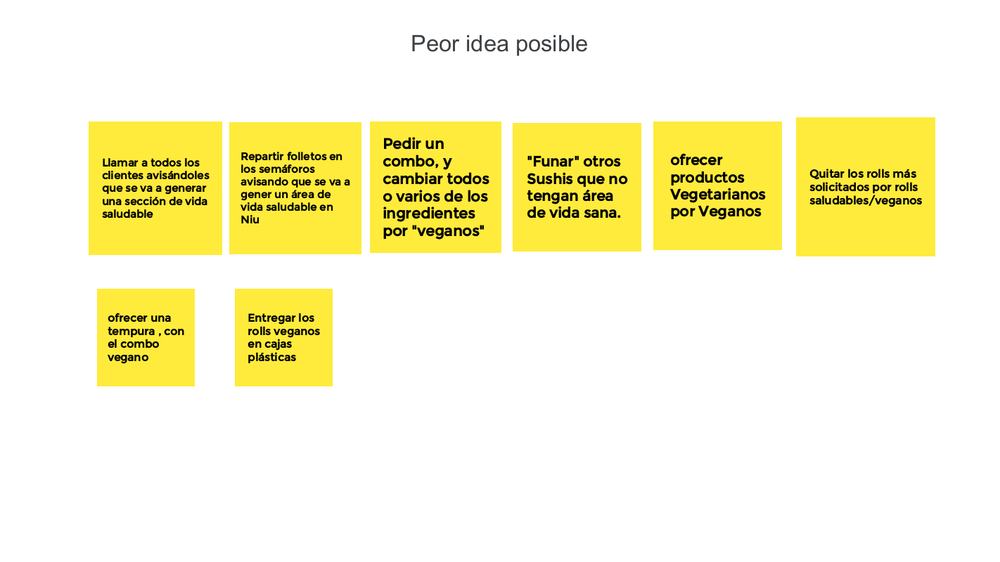 Peor idea posible
Llamar a todos los
clientes avisándoles
que se va a generar
una sección de vida
saludable
Repartir folletos en
los semáforos
avisando que se va a
gener un área de
vida saludable en
Niu
Pedir un
combo, y
cambiar todos
o varios de los
ingredientes
por "veganos"
"Funar" otros
Sushis que no
tengan área
de vida sana.
ofrecer
productos
Vegetarianos
por Veganos
Quitar los rolls más
solicitados por rolls
saludables/veganos
ofrecer una
tempura , con
el combo
vegano
Entregar los
rolls veganos
en cajas
plásticas